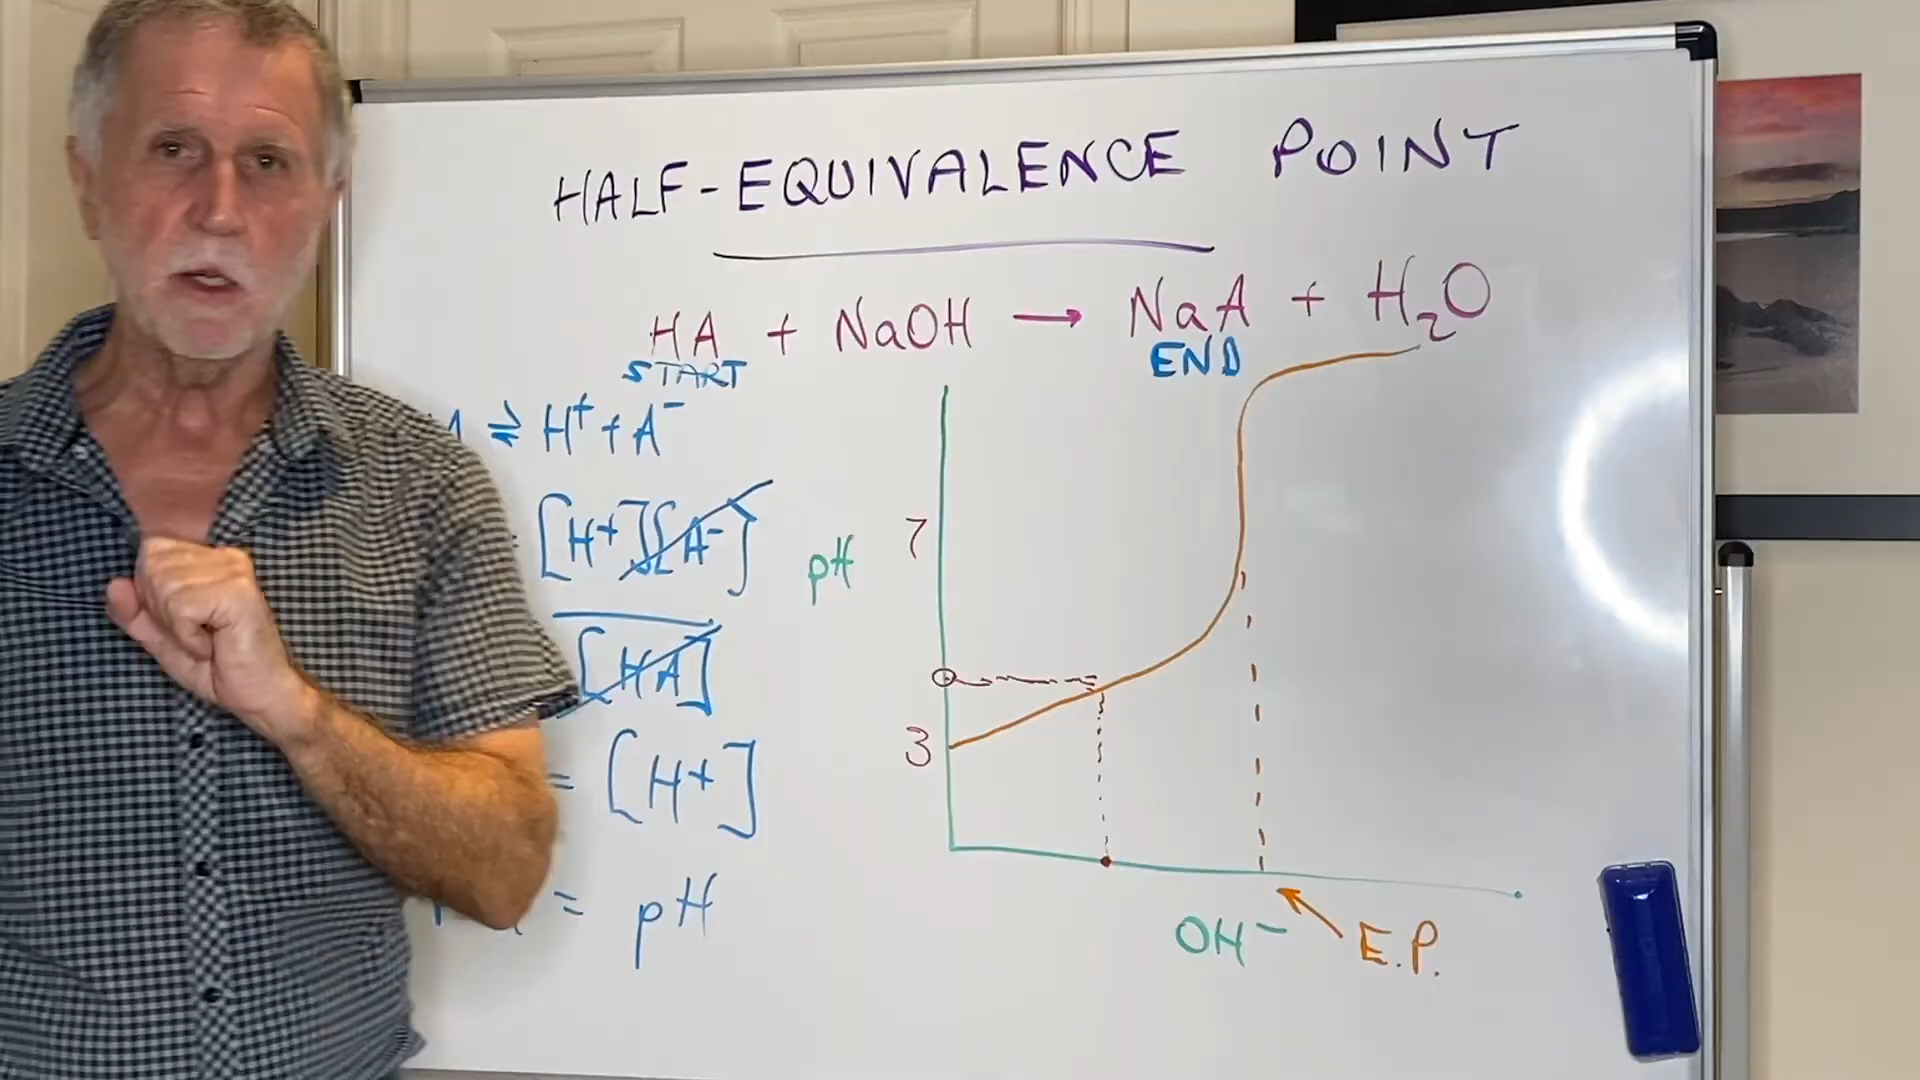 HALF-EQUIVALENCE POINT
HA + NaOH → NaA + H₂O
START
END
⇌ H⁺ + A⁻
[H⁺][A⁻]
[HA]
= [H⁺]
= pH
pH
7
3
OH⁻
E.P.